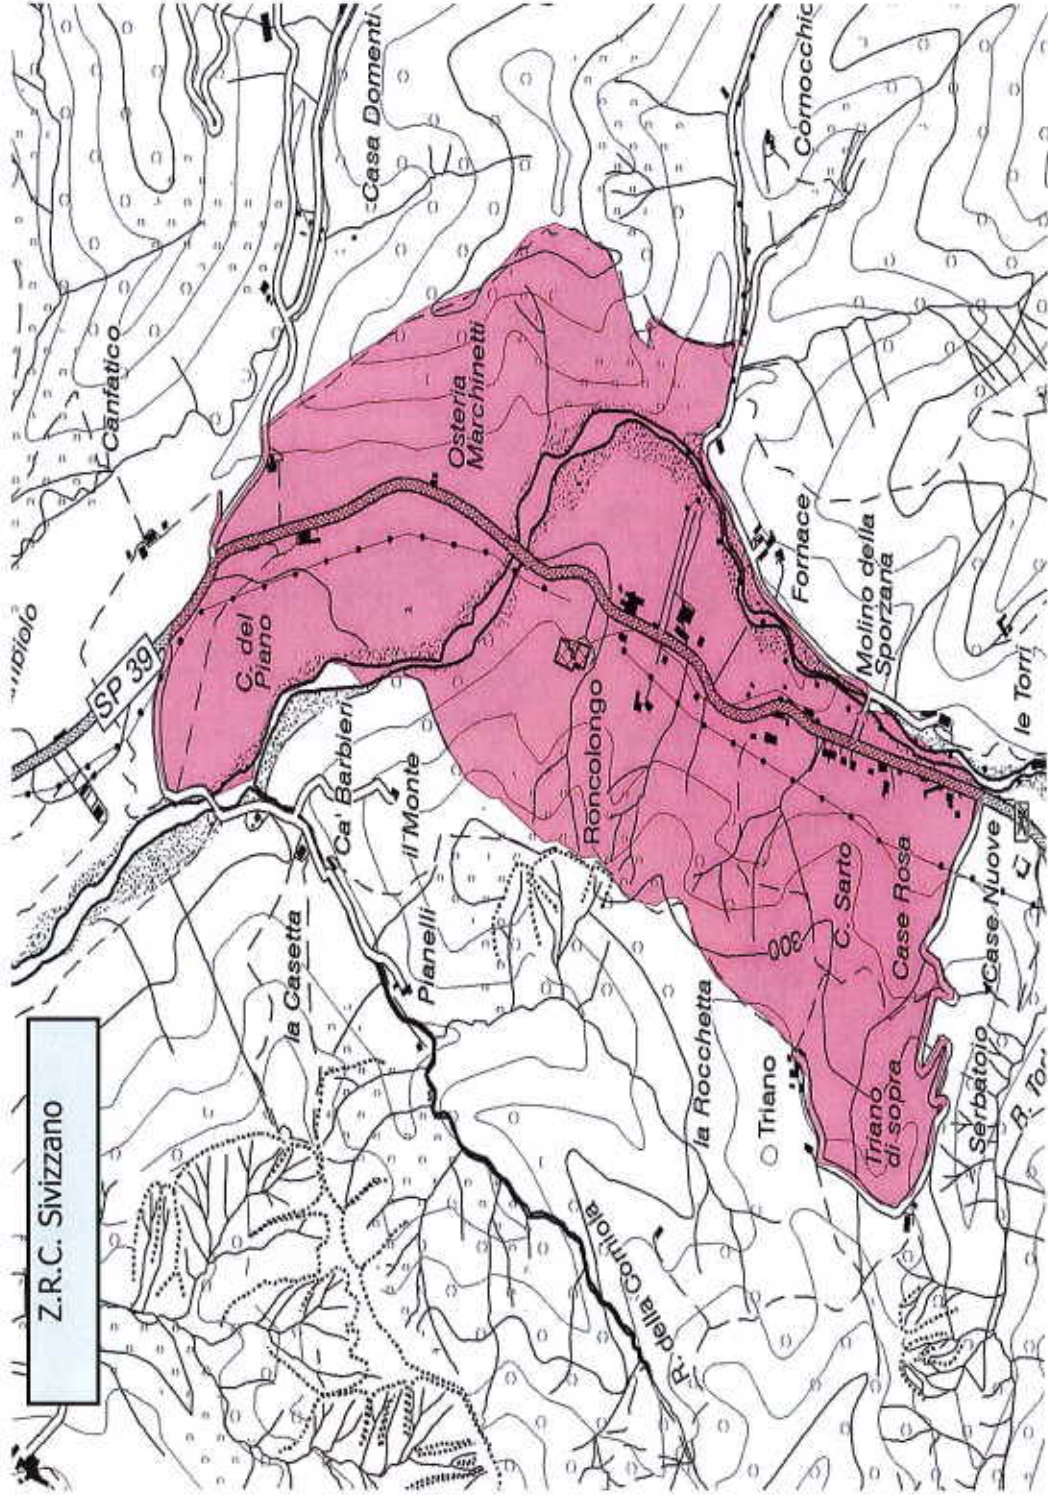 Z.R.C. Sivizzano
la Casetta
SP 39
Canfatico
Casa Domenti
C. del
Piano
Ca' Barbieri
il Monte
Pianelli
Osteria
Marchinetti
Roncolongo
R. della Corniola
la Rocchetta
Triano
300
C. Sarto
Case Rosa
Triano
di sopra
Fornace
Molino della
Sporzana
Cornocchio
Serbatoio
Case Nuove
le Torri